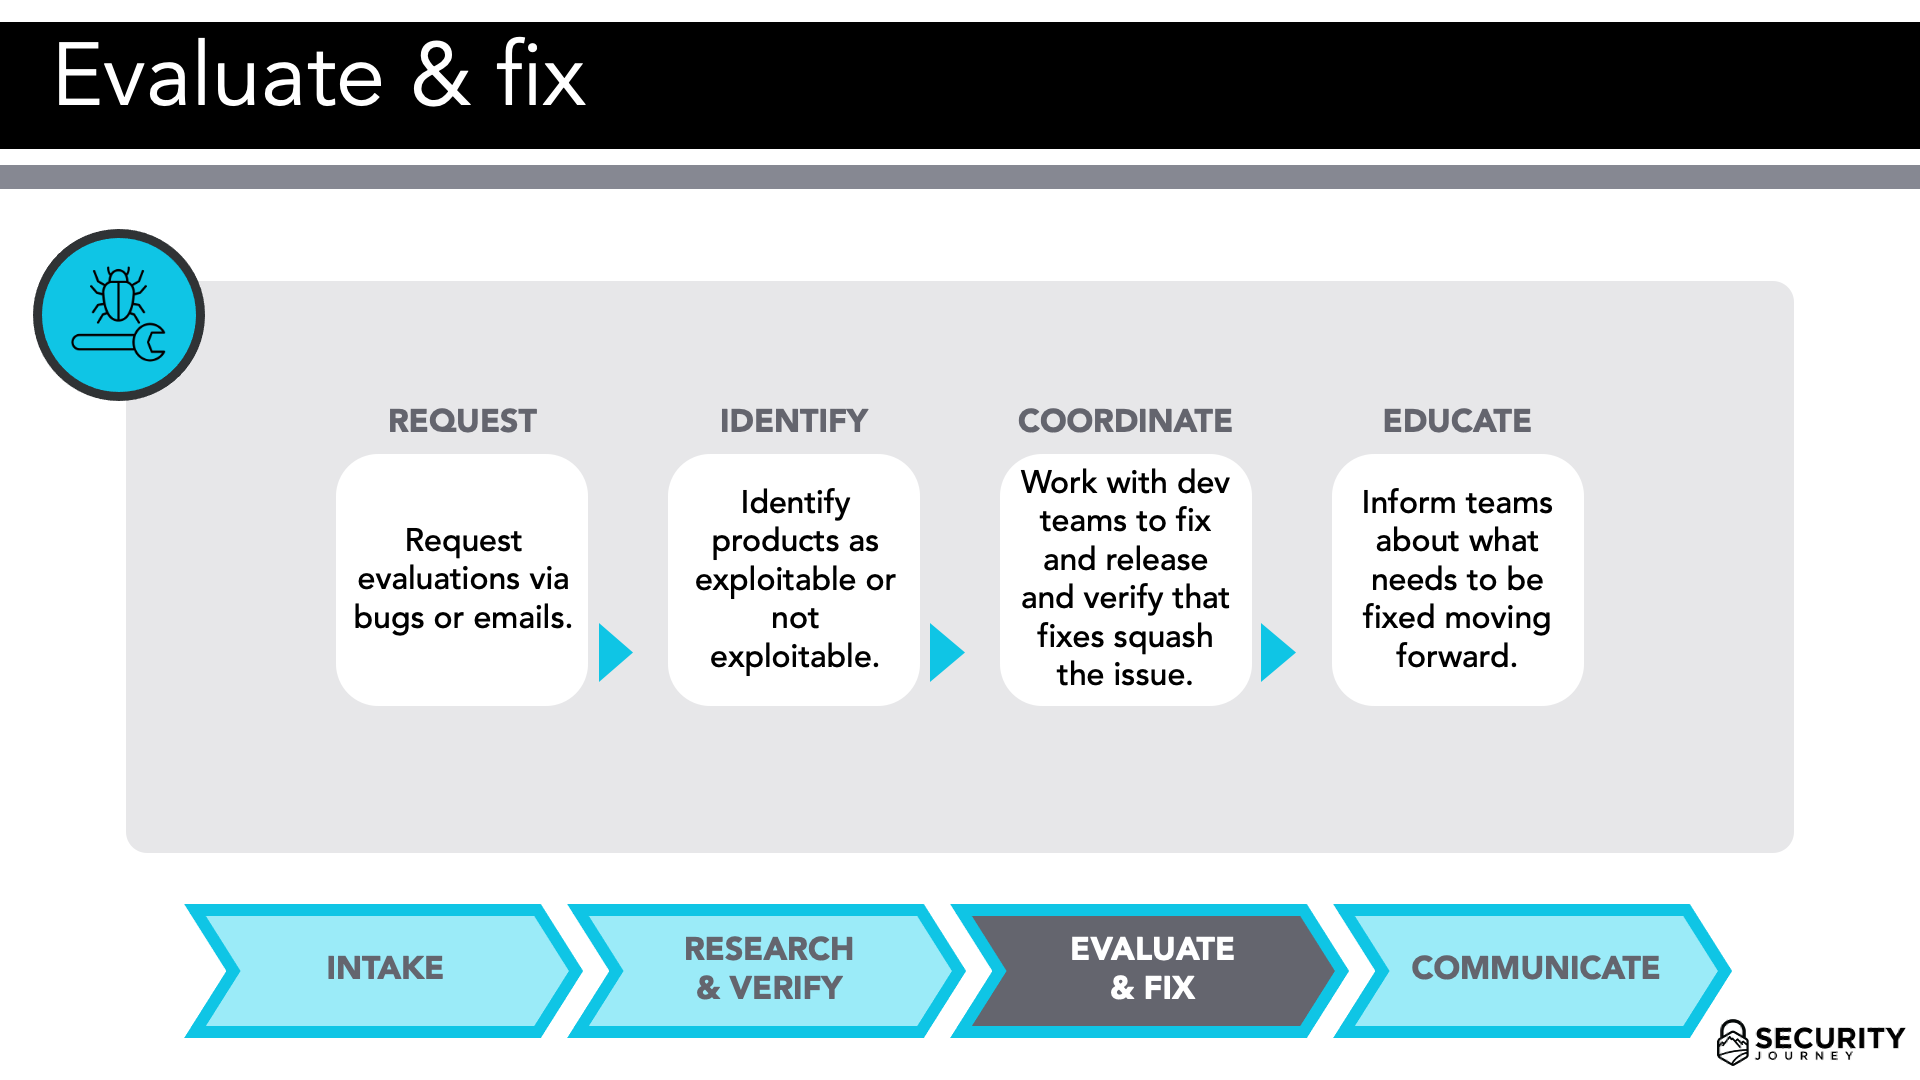 Evaluate & fix
REQUEST
Request
evaluations via
bugs or emails.
IDENTIFY
Identify
products as
exploitable or
not
exploitable.
COORDINATE
Work with dev
teams to fix
and release
and verify that
fixes squash
the issue.
EDUCATE
Inform teams
about what
needs to be
fixed moving
forward.
INTAKE
RESEARCH
& VERIFY
EVALUATE
& FIX
COMMUNICATE
SECURITY
JOURNEY